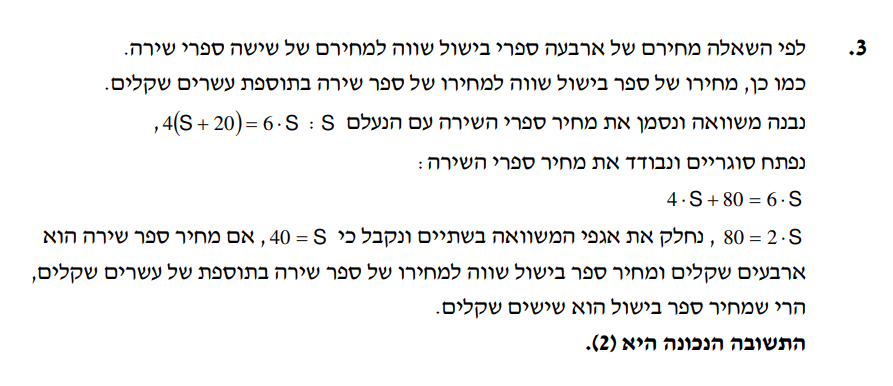 3. לפי השאלה מחירם של ארבעה ספרי בישול שווה למחירם של שישה ספרי שירה.
כמו כן, מחירו של ספר בישול שווה למחירו של ספר שירה בתוספת עשרים שקלים.
נבנה משוואה ונסמן את מחיר ספרי השירה עם הנעלם S : 4(S + 20) = 6 · S,
נפתח סוגריים ונבודד את מחיר ספרי השירה:
4 · S + 80 = 6 · S
80 = 2 · S , נחלק את אגפי המשוואה בשתיים ונקבל כי 40 = S, אם מחיר ספר שירה הוא
ארבעים שקלים ומחיר ספר בישול שווה למחירו של ספר שירה בתוספת של עשרים שקלים,
הרי שמחיר ספר בישול הוא שישים שקלים.
התשובה הנכונה היא (2).